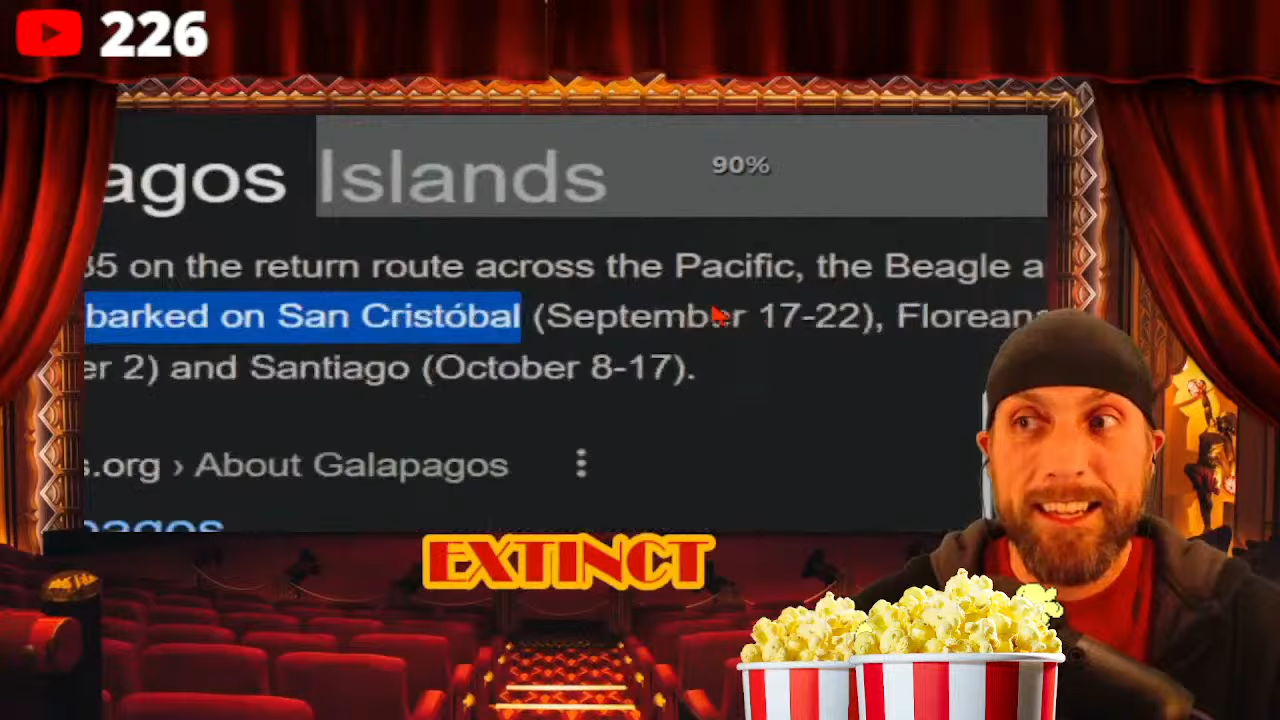 226
agos Islands
90%
35 on the return route across the Pacific, the Beagle a
barked on San Cristóbal (September 17-22), Florean
er 2) and Santiago (October 8-17).
s.org › About Galapagos
pagos
EXTINCT